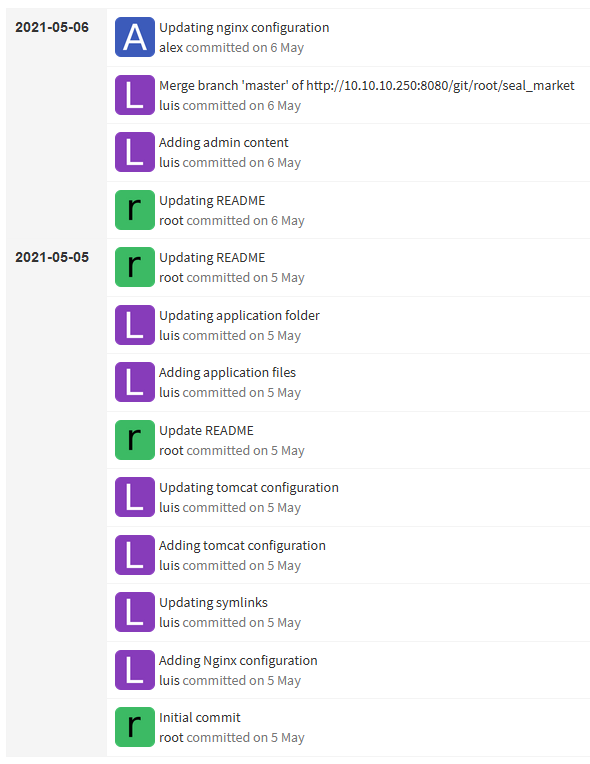 2021-05-06
A
Updating nginx configuration
alex committed on 6 May
L
Merge branch 'master' of http://10.10.10.250:8080/git/root/seal_market
luis committed on 6 May
L
Adding admin content
luis committed on 6 May
r
Updating README
root committed on 6 May
2021-05-05
r
Updating README
root committed on 5 May
L
Updating application folder
luis committed on 5 May
L
Adding application files
luis committed on 5 May
r
Update README
root committed on 5 May
L
Updating tomcat configuration
luis committed on 5 May
L
Adding tomcat configuration
luis committed on 5 May
L
Updating symlinks
luis committed on 5 May
L
Adding Nginx configuration
luis committed on 5 May
r
Initial commit
root committed on 5 May